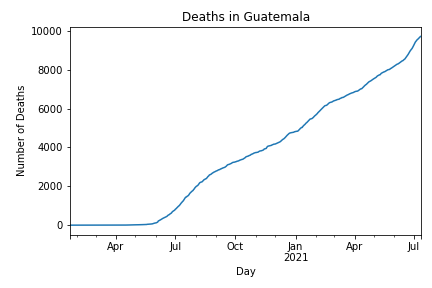 Deaths in Guatemala
10000
8000
6000
4000
2000
0
Number of Deaths
Apr Jul Oct Jan Apr Jul
2021
Day